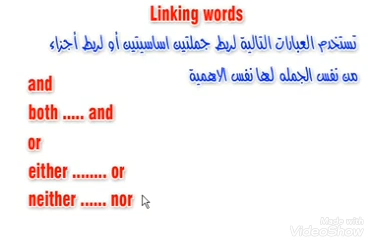 Linking words
تستخدم العبارات التالية لربط جملتين اساسيتين أو لربط أجزاء
من نفس الجمله لها نفس الاهمية
and
both ..... and
or
either ........ or
neither ...... nor
Made with
VideoShow